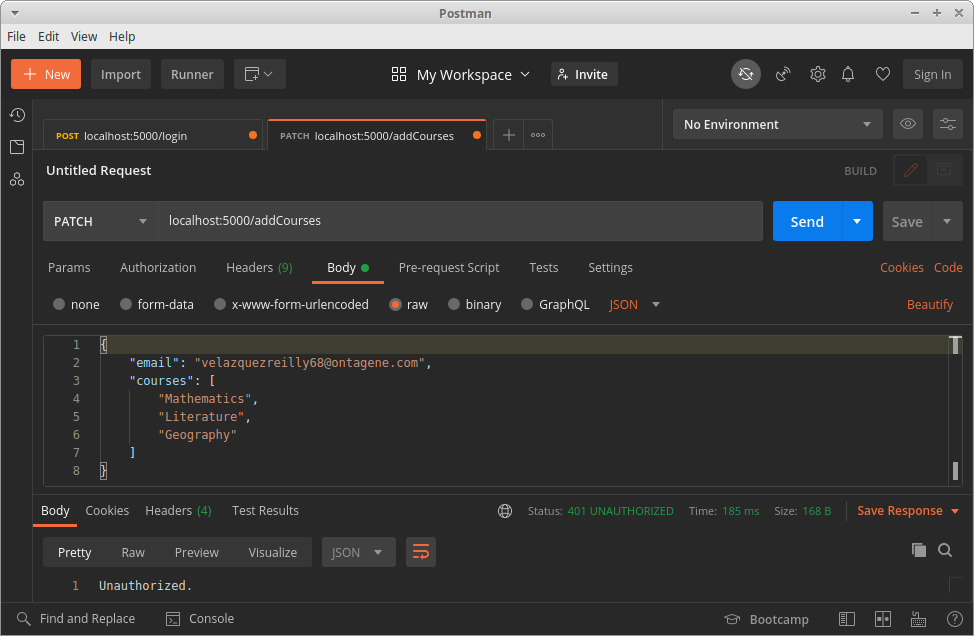 Postman
File Edit View Help
+ New Import Runner My Workspace Invite Sign In
POST localhost:5000/login PATCH localhost:5000/addCourses No Environment
Untitled Request BUILD
PATCH localhost:5000/addCourses Send Save
Params Authorization Headers (9) Body Pre-request Script Tests Settings Cookies Code
none form-data x-www-form-urlencoded raw binary GraphQL JSON Beautify
1 {
2 "email": "velazquezreilly68@ontagene.com",
3 "courses": [
4 "Mathematics",
5 "Literature",
6 "Geography"
7 ]
8 }
Body Cookies Headers (4) Test Results Status: 401 UNAUTHORIZED Time: 185 ms Size: 168 B Save Response
Pretty Raw Preview Visualize JSON
1 Unauthorized.
Find and Replace Console Bootcamp